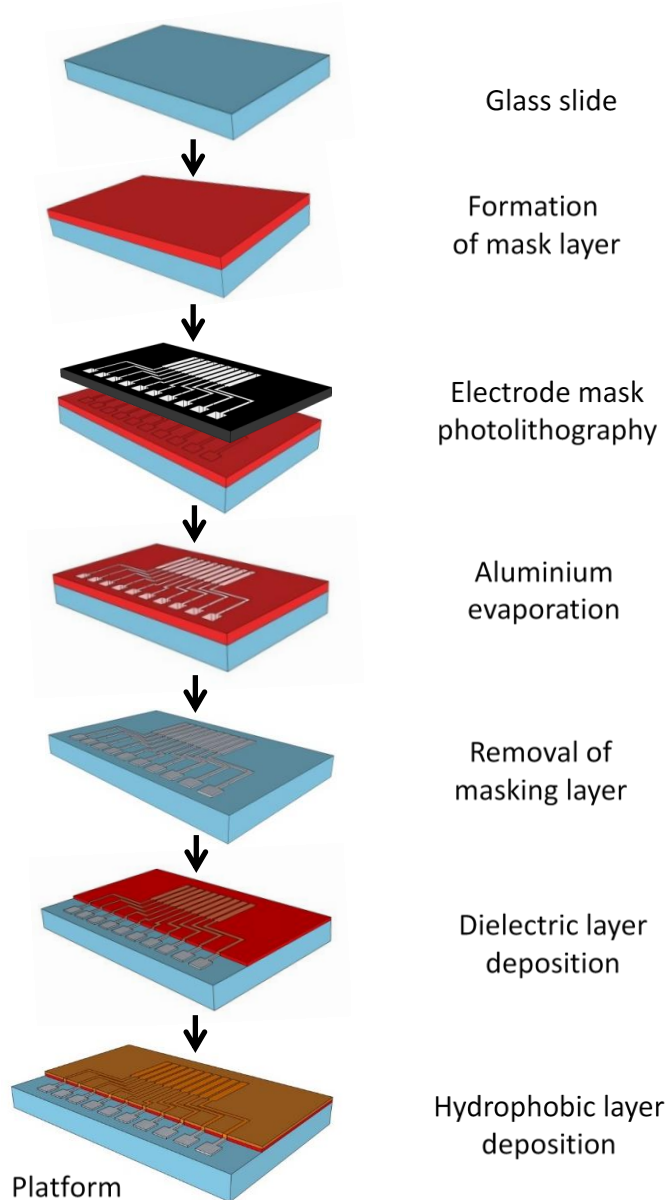 Glass slide
Formation
of mask layer
Electrode mask
photolithography
Aluminium
evaporation
Removal of
masking layer
Dielectric layer
deposition
Hydrophobic layer
deposition
Platform